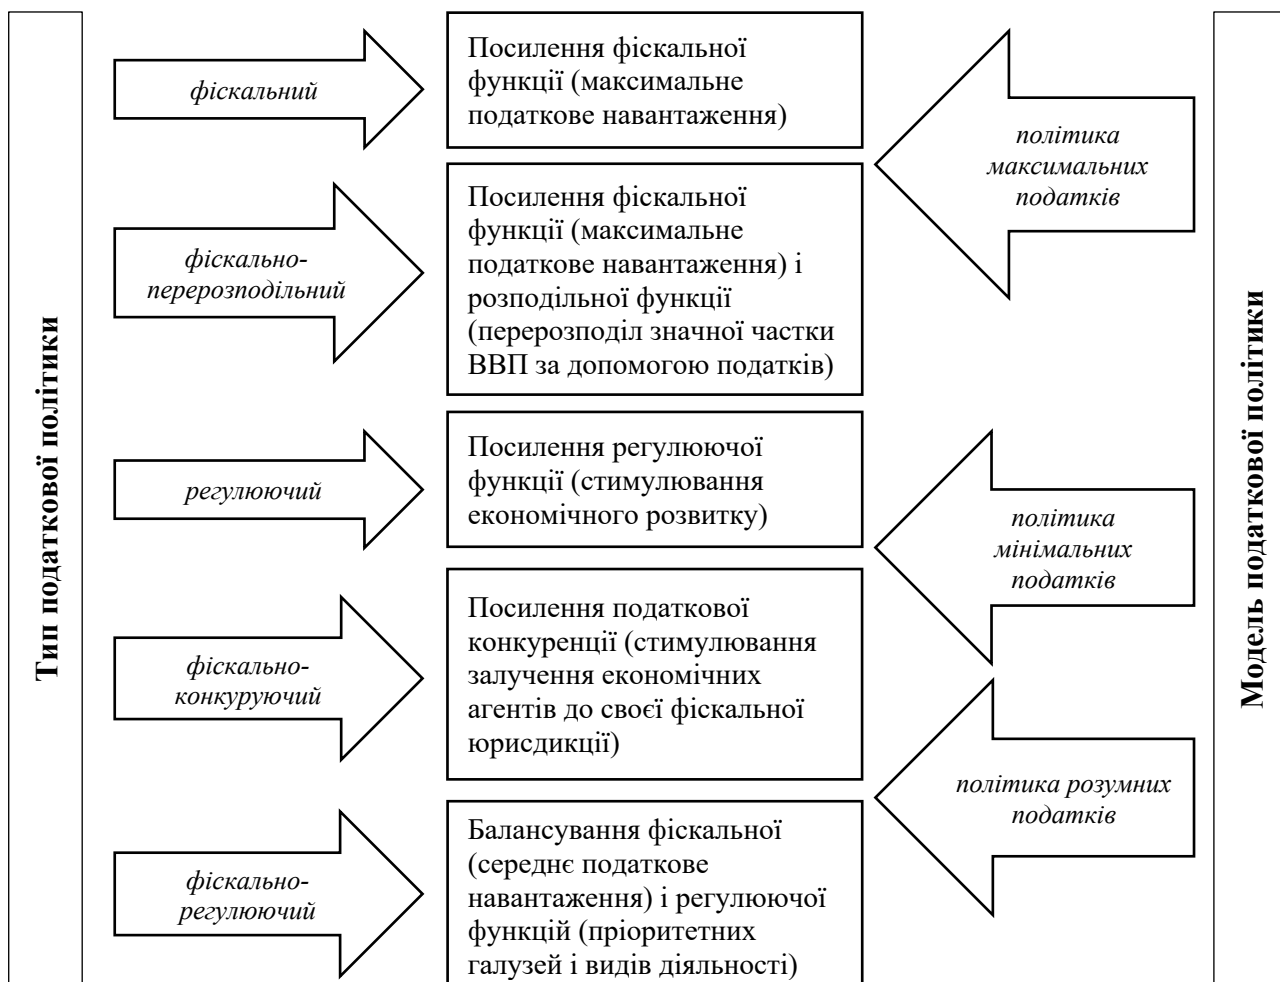 Тип податкової політики
фіскальний
Посилення фіскальної
функції (максимальне
податкове навантаження)
фіскально-
перерозподільний
Посилення фіскальної
функції (максимальне
податкове навантаження) і
розподільної функції
(перерозподіл значної частки
ВВП за допомогою податків)
політика
максимальних
податків
регулюючий
Посилення регулюючої
функції (стимулювання
економічного розвитку)
політика
мінімальних
податків
фіскально-
конкуруючий
Посилення податкової
конкуренції (стимулювання
залучення економічних
агентів до своєї фіскальної
юрисдикції)
політика розумних
податків
фіскально-
регулюючий
Балансування фіскальної
(середнє податкове
навантаження) і регулюючої
функцій (пріоритетних
галузей і видів діяльності)
Модель податкової політики